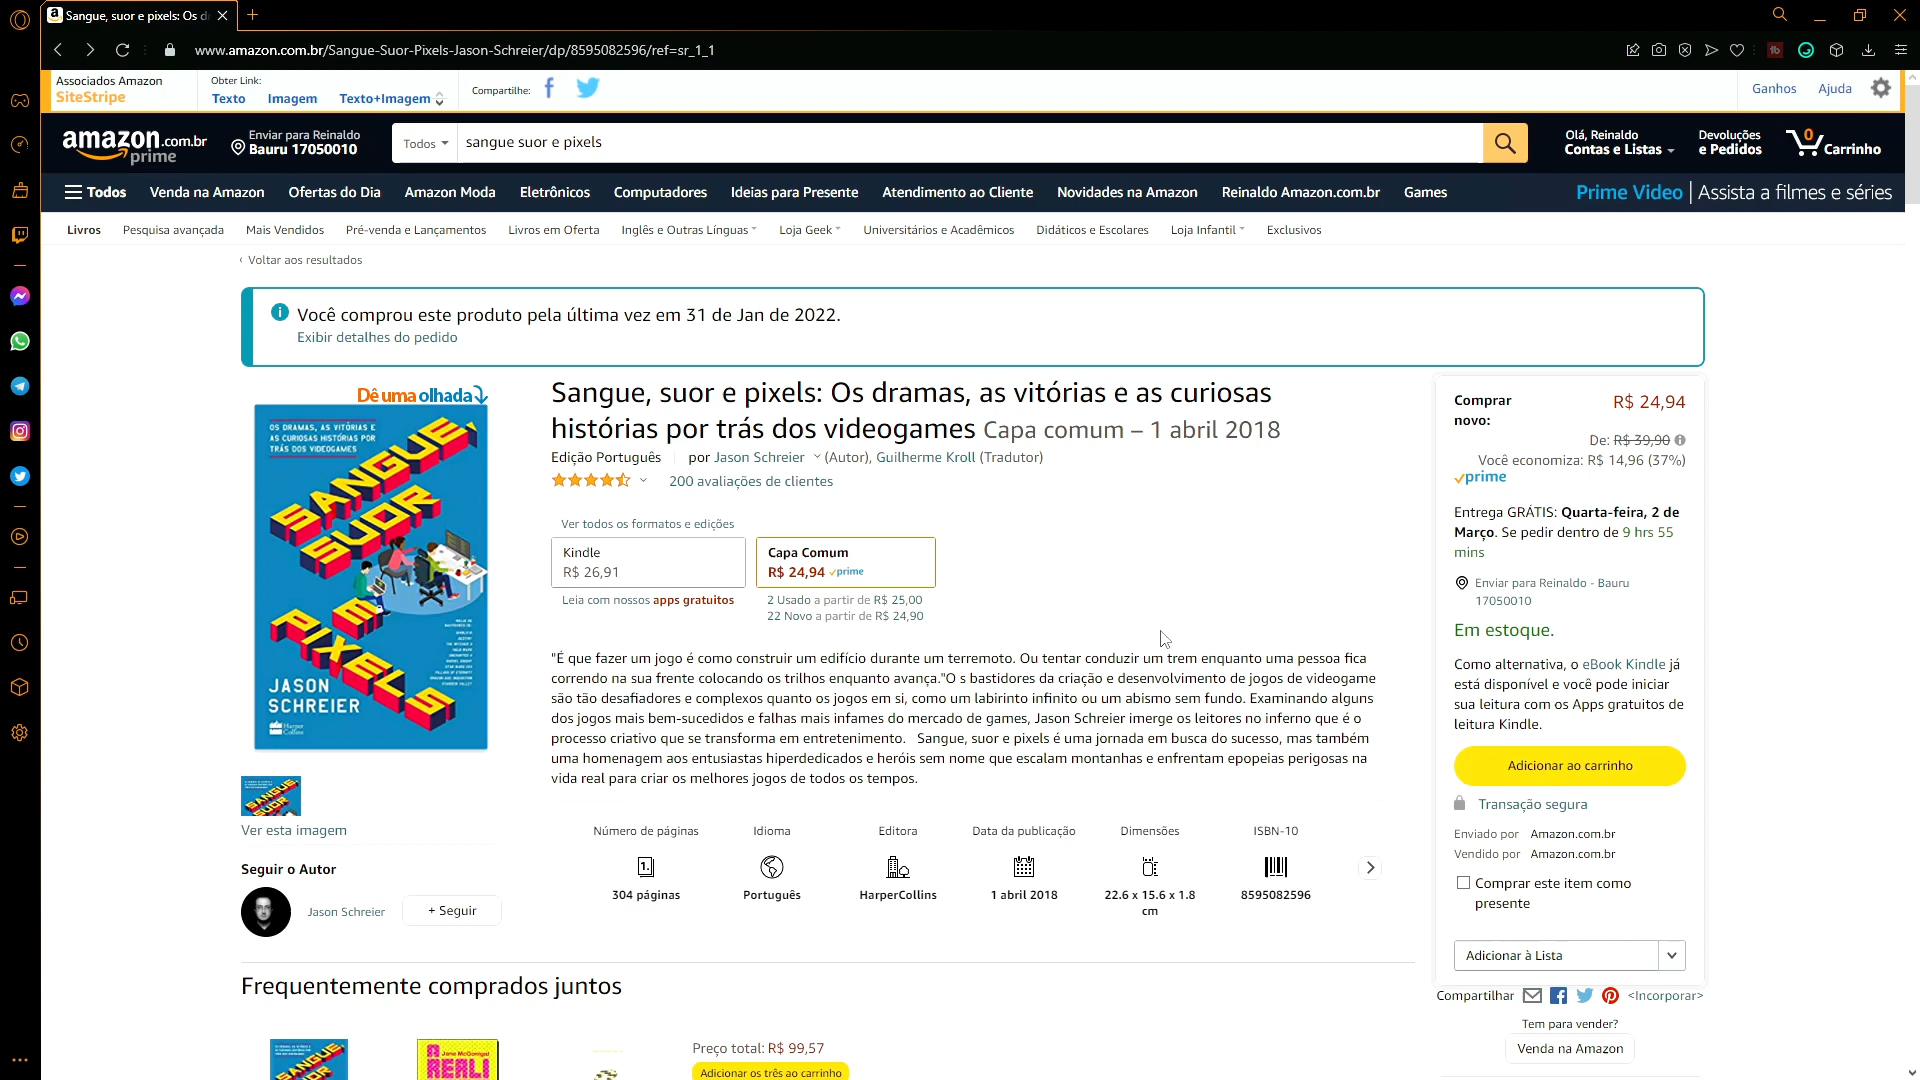 Sangue, suor e pixels: Os d
www.amazon.com.br/Sangue-Suor-Pixels-Jason-Schreier/dp/8595082596/ref=sr_1_1
Associados Amazon
SiteStripe
Obter Link:
Texto Imagem Texto+Imagem
Compartilhe:
Ganhos Ajuda
amazon.com.br
prime
Enviar para Reinaldo
Bauru 17050010
Todos
sangue suor e pixels
Olá, Reinaldo
Contas e Listas
Devoluções
e Pedidos
0
Carrinho
Todos Venda na Amazon Ofertas do Dia Amazon Moda Eletrônicos Computadores Ideias para Presente Atendimento ao Cliente Novidades na Amazon Reinaldo Amazon.com.br Games
Prime Video | Assista a filmes e séries
Livros Pesquisa avançada Mais Vendidos Pré-venda e Lançamentos Livros em Oferta Inglês e Outras Línguas Loja Geek Universitários e Acadêmicos Didáticos e Escolares Loja Infantil Exclusivos
‹ Voltar aos resultados
Você comprou este produto pela última vez em 31 de Jan de 2022.
Exibir detalhes do pedido
Dê uma olhada
OS DRAMAS, AS VITÓRIAS E
AS CURIOSAS HISTÓRIAS POR
TRÁS DOS VIDEOGAMES
SANGUE,
SUOR
E
PIXELS
JASON
SCHREIER
Harper
Collins
Ver esta imagem
Seguir o Autor
Jason Schreier
+ Seguir
Sangue, suor e pixels: Os dramas, as vitórias e as curiosas
histórias por trás dos videogames Capa comum – 1 abril 2018
Edição Português por Jason Schreier (Autor), Guilherme Kroll (Tradutor)
200 avaliações de clientes
Ver todos os formatos e edições
Kindle
R$ 26,91
Capa Comum
R$ 24,94 prime
Leia com nossos apps gratuitos
2 Usado a partir de R$ 25,00
22 Novo a partir de R$ 24,90
"É que fazer um jogo é como construir um edifício durante um terremoto. Ou tentar conduzir um trem enquanto uma pessoa fica
correndo na sua frente colocando os trilhos enquanto avança."O s bastidores da criação e desenvolvimento de jogos de videogame
são tão desafiadores e complexos quanto os jogos em si, como um labirinto infinito ou um abismo sem fundo. Examinando alguns
dos jogos mais bem-sucedidos e falhas mais infames do mercado de games, Jason Schreier imerge os leitores no inferno que é o
processo criativo que se transforma em entretenimento. Sangue, suor e pixels é uma jornada em busca do sucesso, mas também
uma homenagem aos entusiastas hiperdedicados e heróis sem nome que escalam montanhas e enfrentam epopeias perigosas na
vida real para criar os melhores jogos de todos os tempos.
Número de páginas
304 páginas
Idioma
Português
Editora
HarperCollins
Data da publicação
1 abril 2018
Dimensões
22.6 x 15.6 x 1.8
cm
ISBN-10
8595082596
Comprar
novo:
R$ 24,94
De: R$ 39,90
Você economiza: R$ 14,96 (37%)
prime
Entrega GRÁTIS: Quarta-feira, 2 de
Março. Se pedir dentro de 9 hrs 55
mins
Enviar para Reinaldo - Bauru
17050010
Em estoque.
Como alternativa, o eBook Kindle já
está disponível e você pode iniciar
sua leitura com os Apps gratuitos de
leitura Kindle.
Adicionar ao carrinho
Transação segura
Enviado por Amazon.com.br
Vendido por Amazon.com.br
Comprar este item como
presente
Adicionar à Lista
Compartilhar
<Incorporar>
Tem para vender?
Venda na Amazon
Frequentemente comprados juntos
SANGUE,
SUOR
Jane McGonigal
A
REALI
Preço total: R$ 99,57
Adicionar os três ao carrinho